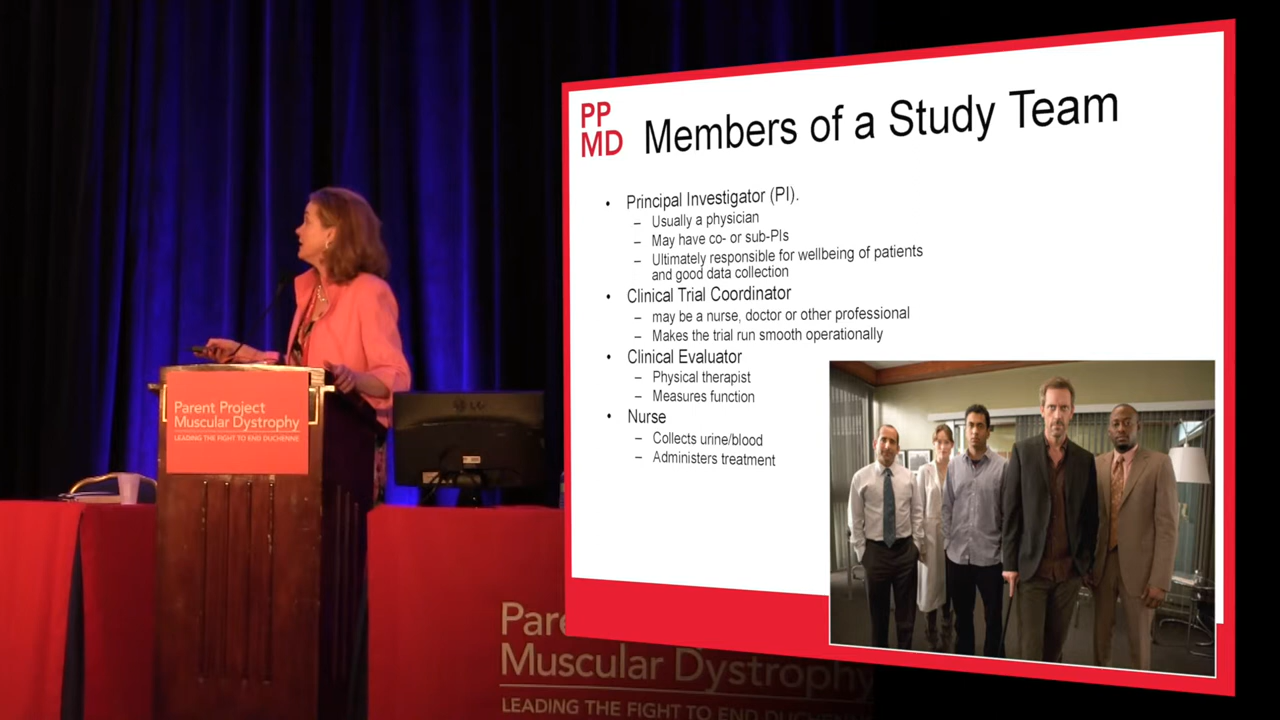 PP
MD
Members of a Study Team
• Principal Investigator (PI).
– Usually a physician
– May have co- or sub-PIs
– Ultimately responsible for wellbeing of patients
and good data collection
• Clinical Trial Coordinator
– may be a nurse, doctor or other professional
– Makes the trial run smooth operationally
• Clinical Evaluator
– Physical therapist
– Measures function
• Nurse
– Collects urine/blood
– Administers treatment
Parent Project
Muscular Dystrophy
LEADING THE FIGHT TO END DUCHENNE
Pare
Muscular Dystrophy
LEADING THE FIGHT TO END DUCHENNE